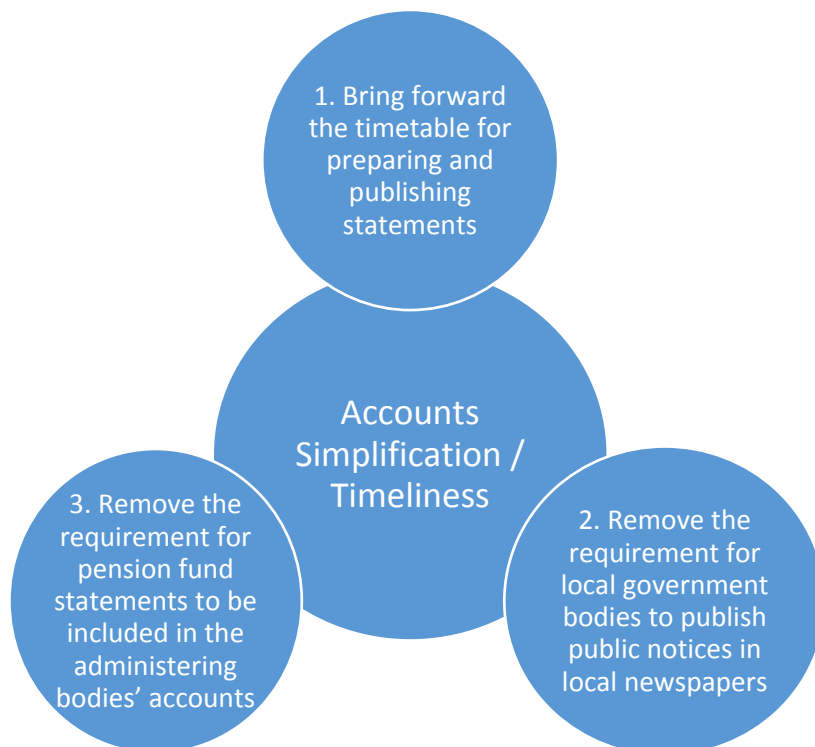 1. Bring forward
the timetable for
preparing and
publishing
statements
Accounts
Simplification /
Timeliness
2. Remove the
requirement for
local government
bodies to publish
public notices in
local newspapers
3. Remove the
requirement for
pension fund
statements to be
included in the
administering
bodies’ accounts